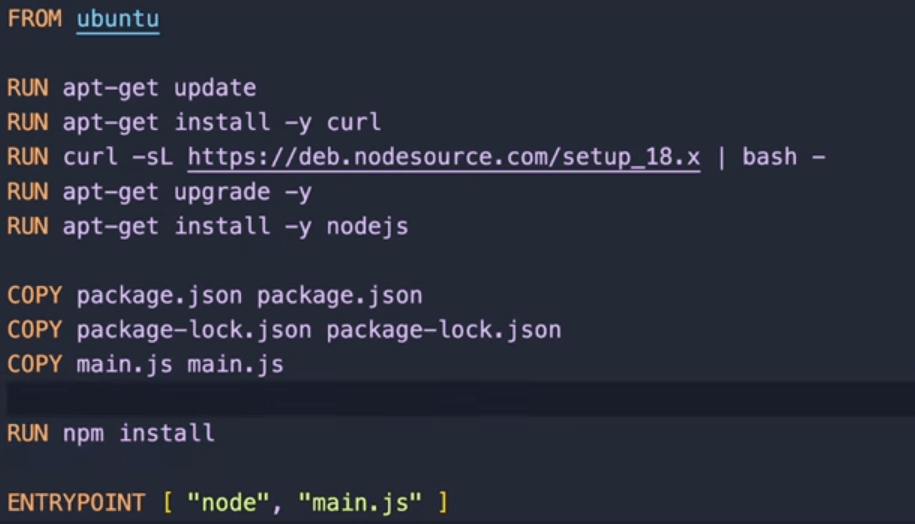 FROM ubuntu
RUN apt-get update
RUN apt-get install -y curl
RUN curl -sL https://deb.nodesource.com/setup_18.x | bash -
RUN apt-get upgrade -y
RUN apt-get install -y nodejs
COPY package.json package.json
COPY package-lock.json package-lock.json
COPY main.js main.js
RUN npm install
ENTRYPOINT [ "node", "main.js" ]